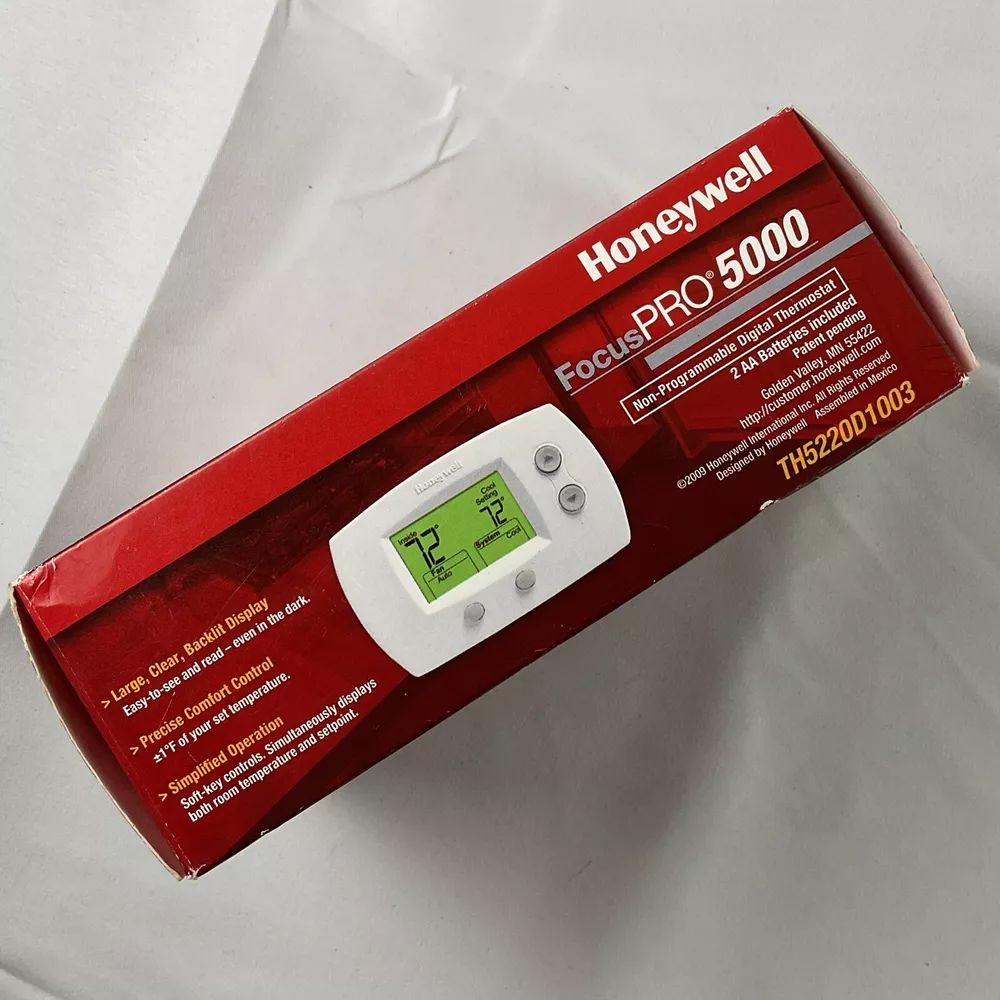 Honeywell
FocusPRO® 5000
Non-Programmable Digital Thermostat
2 AA Batteries included
Patent pending
Golden Valley, MN 55422
http://customer.honeywell.com
©2009 Honeywell International Inc. All Rights Reserved
Designed by Honeywell Assembled in Mexico
TH5220D1003
Honeywell
Inside
72°
Cool
Setting
72°
Fan
Auto
System
Cool
> Large, Clear, Backlit Display
Easy-to-see and read – even in the dark.
> Precise Comfort Control
±1°F of your set temperature.
> Simplified Operation
Soft-key controls. Simultaneously displays
both room temperature and setpoint.